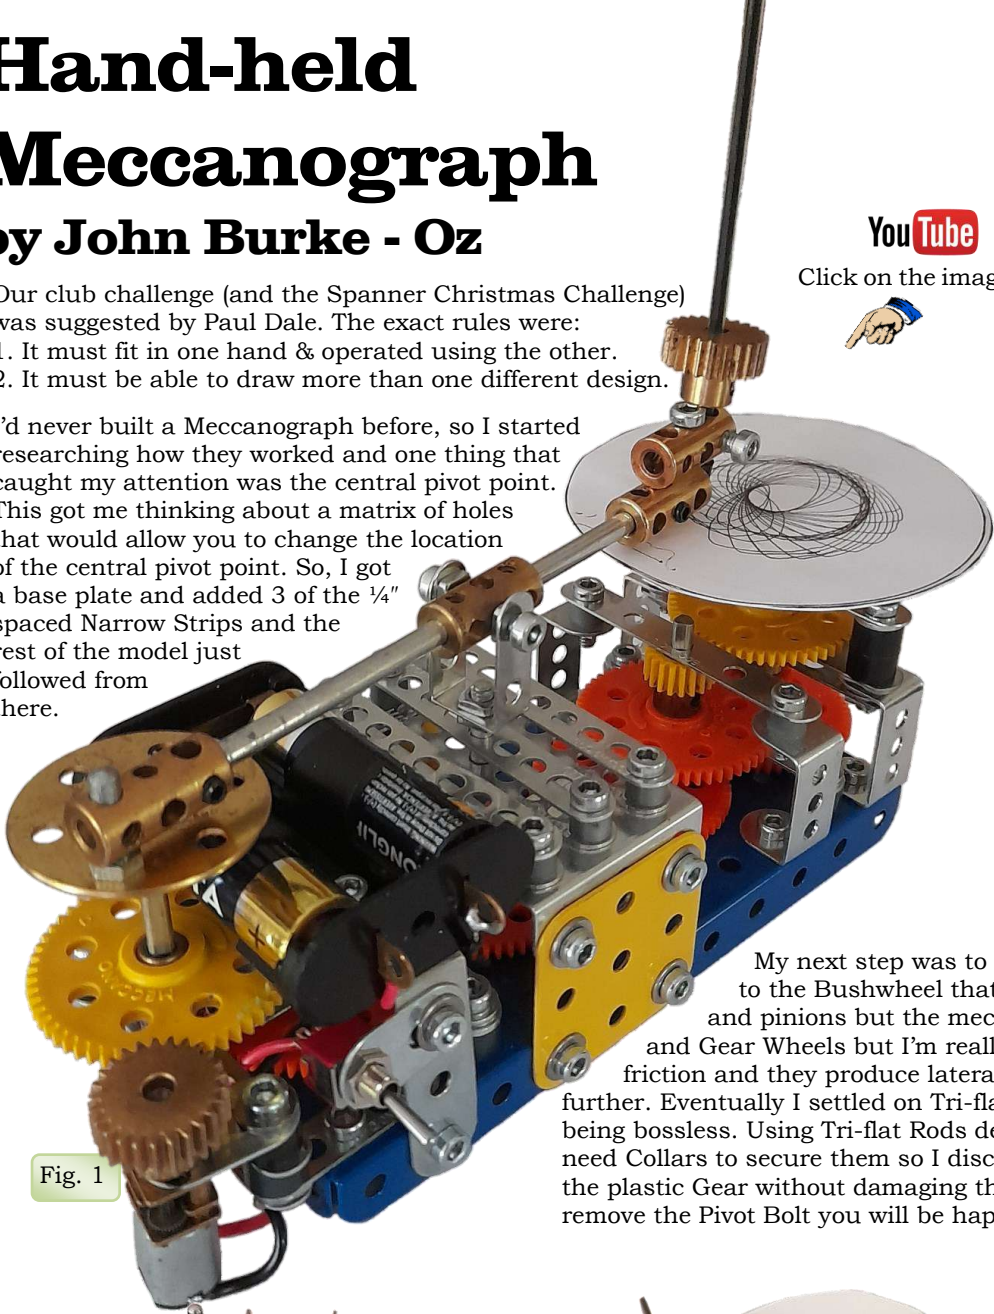 Hand-held
Meccanograph
by John Burke - Oz
YouTube
Click on the imag
Our club challenge (and the Spanner Christmas Challenge)
was suggested by Paul Dale. The exact rules were:
1. It must fit in one hand & operated using the other.
2. It must be able to draw more than one different design.
I'd never built a Meccanograph before, so I started
researching how they worked and one thing that
caught my attention was the central pivot point.
This got me thinking about a matrix of holes
that would allow you to change the location
of the central pivot point. So, I got
a base plate and added 3 of the ¼″
spaced Narrow Strips and the
rest of the model just
followed from
there.
My next step was to
to the Bushwheel that
and pinions but the mec
and Gear Wheels but I'm reall
friction and they produce latera
further. Eventually I settled on Tri-fla
being bossless. Using Tri-flat Rods de
need Collars to secure them so I disc
the plastic Gear without damaging th
remove the Pivot Bolt you will be hap
Fig. 1
MECCANO